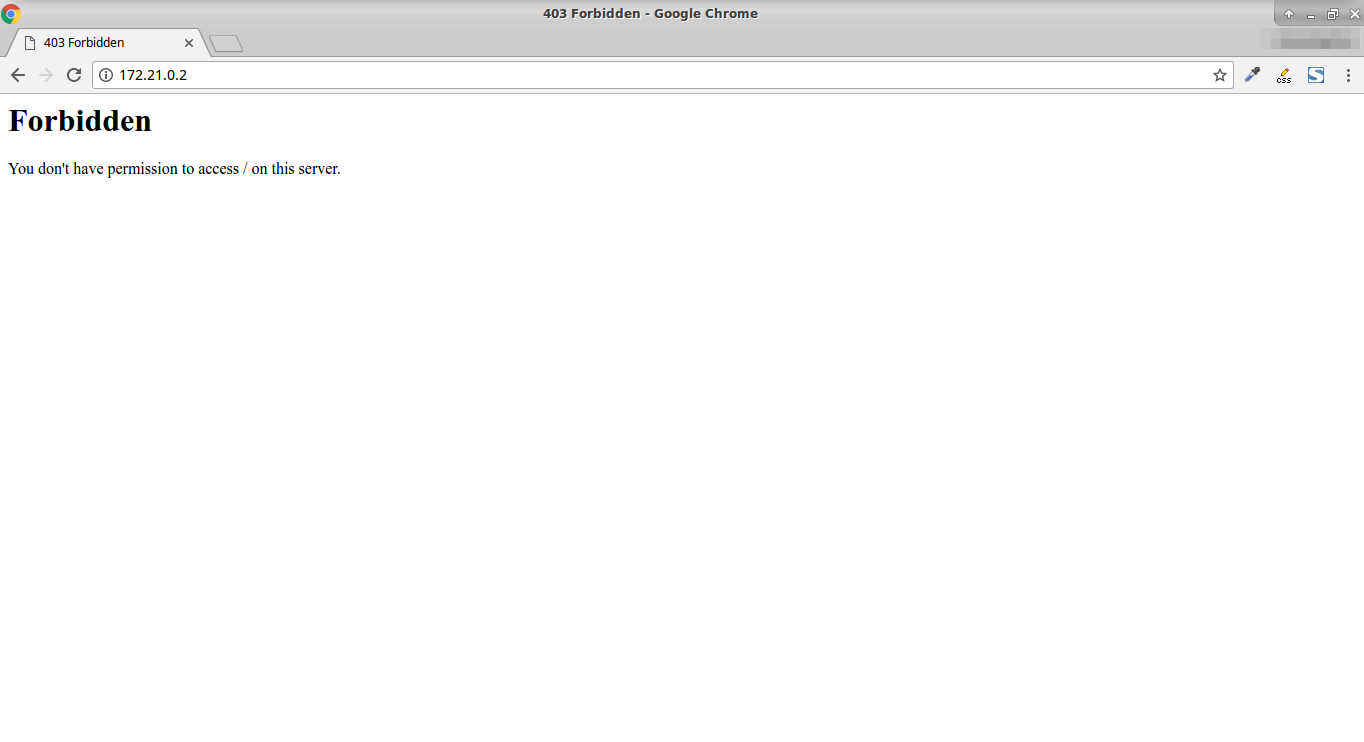 403 Forbidden - Google Chrome
403 Forbidden
172.21.0.2
css
S
Forbidden
You don't have permission to access / on this server.